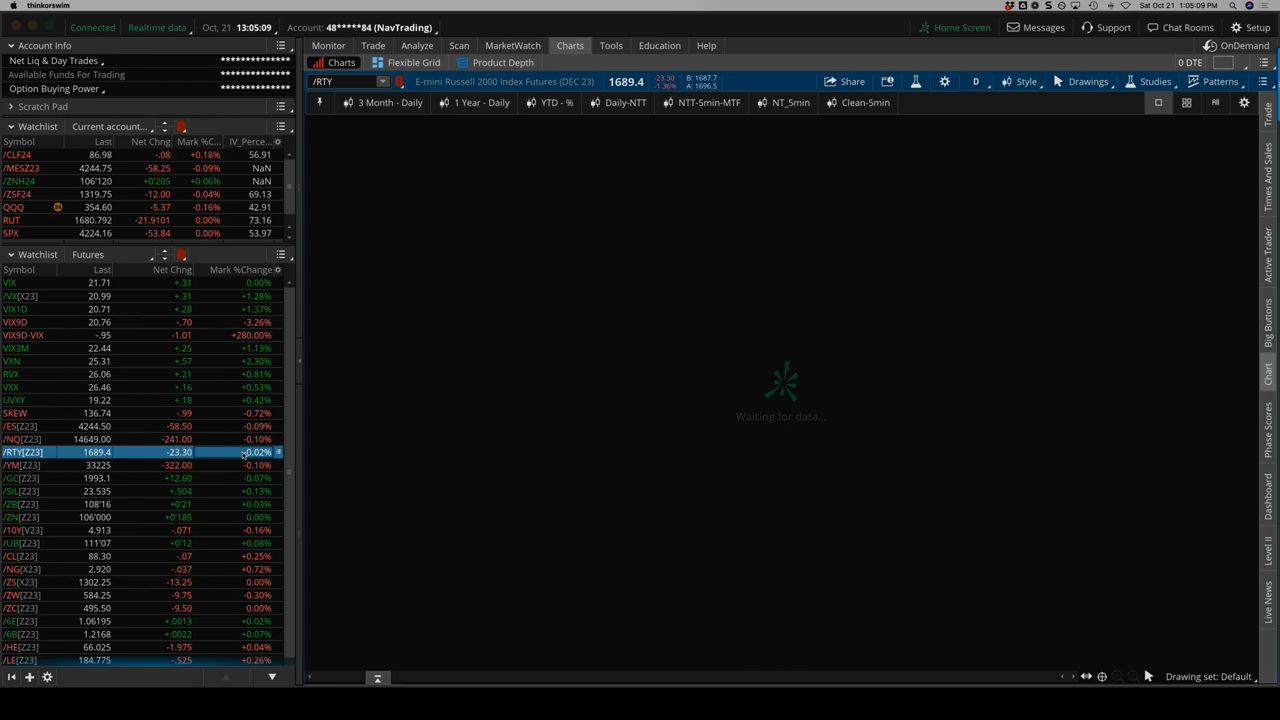 thinkorswim
Sat Oct 21 1:05:09 PM
Connected
Realtime data
Oct, 21 13:05:09
Account: 48*****84 (NavTrading)
Home Screen
Messages
Support
Chat Rooms
Setup
Account Info
Net Liq & Day Trades ***************
Available Funds For Trading ***************
Option Buying Power ***************
Scratch Pad
Monitor Trade Analyze Scan MarketWatch Charts Tools Education Help
OnDemand
Charts Flexible Grid Product Depth
0 DTE
/RTY E-mini Russell 2000 Index Futures (DEC 23) 1689.4 -23.30 B: 1687.7
-1.36% A: 1696.5
Share Style Drawings Studies Patterns
3 Month - Daily 1 Year - Daily YTD - % Daily-NTT NTT-5min-MTF NT_5min Clean-5min
Watchlist Current account...
Symbol Last Net Chng Mark %C... IV_Perce...
/CLF24 86.98 -.08 +0.18% 56.91
/MESZ23 4244.75 -58.25 -0.09% NaN
/ZNH24 106'120 +0'205 +0.06% NaN
/ZSF24 1319.75 -12.00 -0.04% 69.13
QQQ 354.60 -5.37 -0.16% 42.91
RUT 1680.792 -21.9101 0.00% 73.16
SPX 4224.16 -53.84 0.00% 53.97
Watchlist Futures
Symbol Last Net Chng Mark %Change
VIX 21.71 +.31 0.00%
/VX[X23] 20.99 +.31 +1.28%
VIX1D 20.71 +.28 +1.37%
VIX9D 20.76 -.70 -3.26%
VIX9D-VIX -.95 -1.01 +280.00%
VIX3M 22.44 +.25 +1.13%
VXN 25.31 +.57 +2.30%
RVX 26.06 +.21 +0.81%
VXX 26.46 +.16 +0.53%
UVXY 19.22 +.18 +0.42%
SKEW 136.74 -.99 -0.72%
/ES[Z23] 4244.50 -58.50 -0.09%
/NQ[Z23] 14649.00 -241.00 -0.10%
/RTY[Z23] 1689.4 -23.30 -0.02%
/YM[Z23] 33225 -322.00 -0.10%
/GC[Z23] 1993.1 +12.60 -0.07%
/SIL[Z23] 23.535 +.504 +0.13%
/ZB[Z23] 108'16 +0'21 +0.03%
/ZN[Z23] 106'000 +0'185 0.00%
/10Y[V23] 4.913 -.071 -0.16%
/UB[Z23] 111'07 +0'12 +0.08%
/CL[Z23] 88.30 -.07 +0.25%
/NG[X23] 2.920 -.037 +0.72%
/ZS[X23] 1302.25 -13.25 0.00%
/ZW[Z23] 584.25 -9.75 -0.30%
/ZC[Z23] 495.50 -9.50 0.00%
/6E[Z23] 1.06195 +.0013 +0.02%
/6B[Z23] 1.2168 +.0022 +0.07%
/HE[Z23] 66.025 -1.975 +0.04%
/LE[Z23] 184.775 -.525 +0.26%
Waiting for data...
Drawing set: Default
Trade
Times And Sales
Active Trader
Big Buttons
Chart
Phase Scores
Dashboard
Level II
Live News